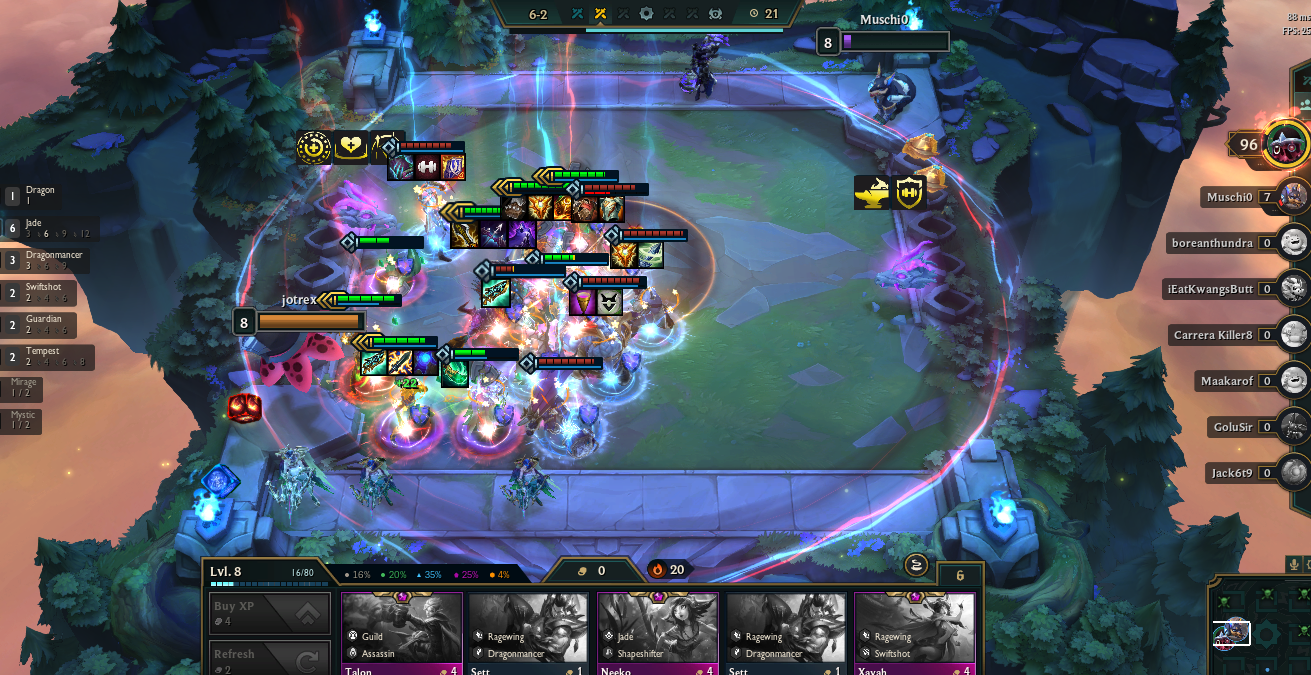 6-2
21
Muschi0
88 ms
FPS: 25
8
96
Dragon
1
1
Muschi0 7
6
Jade
3 6 9 12
boreanthundra 0
3
Dragonmancer
3 6 9
iEatKwangsButt 0
2
Swiftshot
2 4 6
jotrex
8
2
Guardian
2 4 6
Carrera Killer8 0
2
Tempest
2 4 6 8
Maakarof 0
Mirage
1 / 2
+22
Mystic
1 / 2
GoluSir 0
Jack6t9 0
Lvl. 8
16/80
16% 20% 35% 25% 4%
0
20
6
Buy XP
4
Refresh
2
Guild
Assassin
Talon 4
Ragewing
Dragonmancer
Sett 1
Jade
Shapeshifter
Neeko 4
Ragewing
Dragonmancer
Sett 1
Ragewing
Swiftshot
Xayah 4